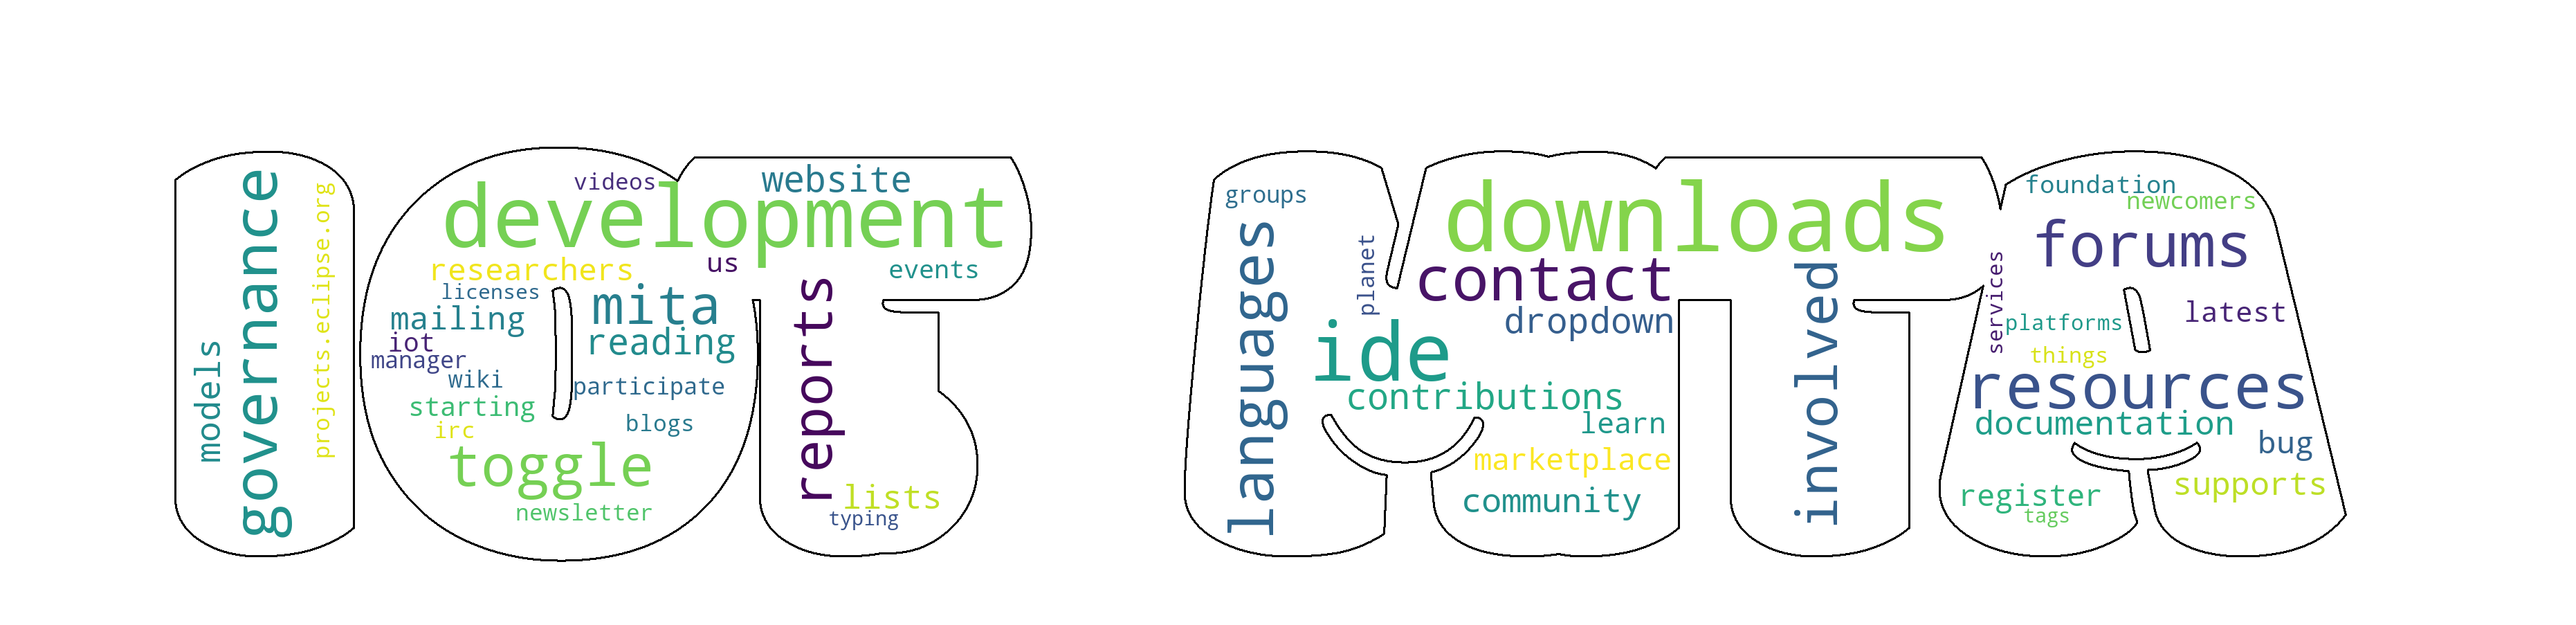 models
governance
projects.eclipse.org
videos
website
development
researchers
us
events
licenses
mita
mailing
reading
iot
manager
wiki
participate
starting
blogs
irc
toggle
newsletter
reports
lists
typing
groups
languages
planet
downloads
contact
dropdown
ide
contributions
learn
marketplace
community
involved
foundation
newcomers
forums
services
latest
platforms
things
resources
documentation
bug
supports
register
tags